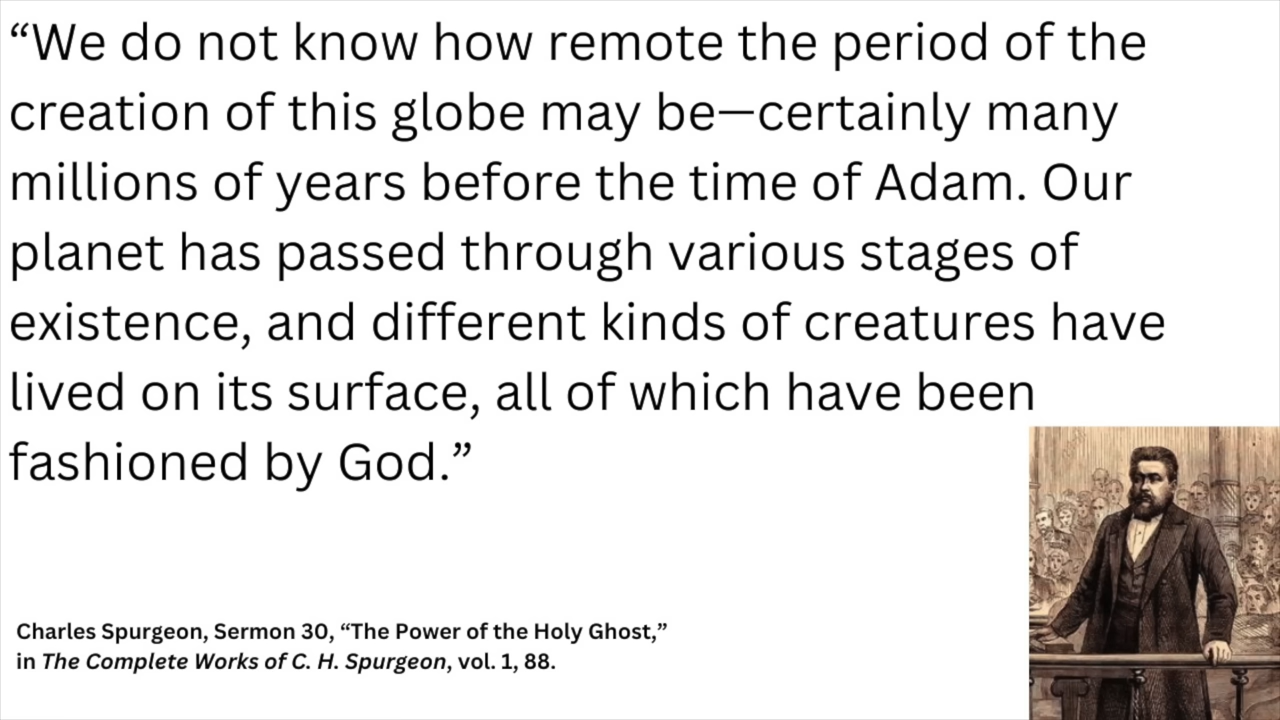 “We do not know how remote the period of the
creation of this globe may be—certainly many
millions of years before the time of Adam. Our
planet has passed through various stages of
existence, and different kinds of creatures have
lived on its surface, all of which have been
fashioned by God.”
Charles Spurgeon, Sermon 30, “The Power of the Holy Ghost,”
in The Complete Works of C. H. Spurgeon, vol. 1, 88.